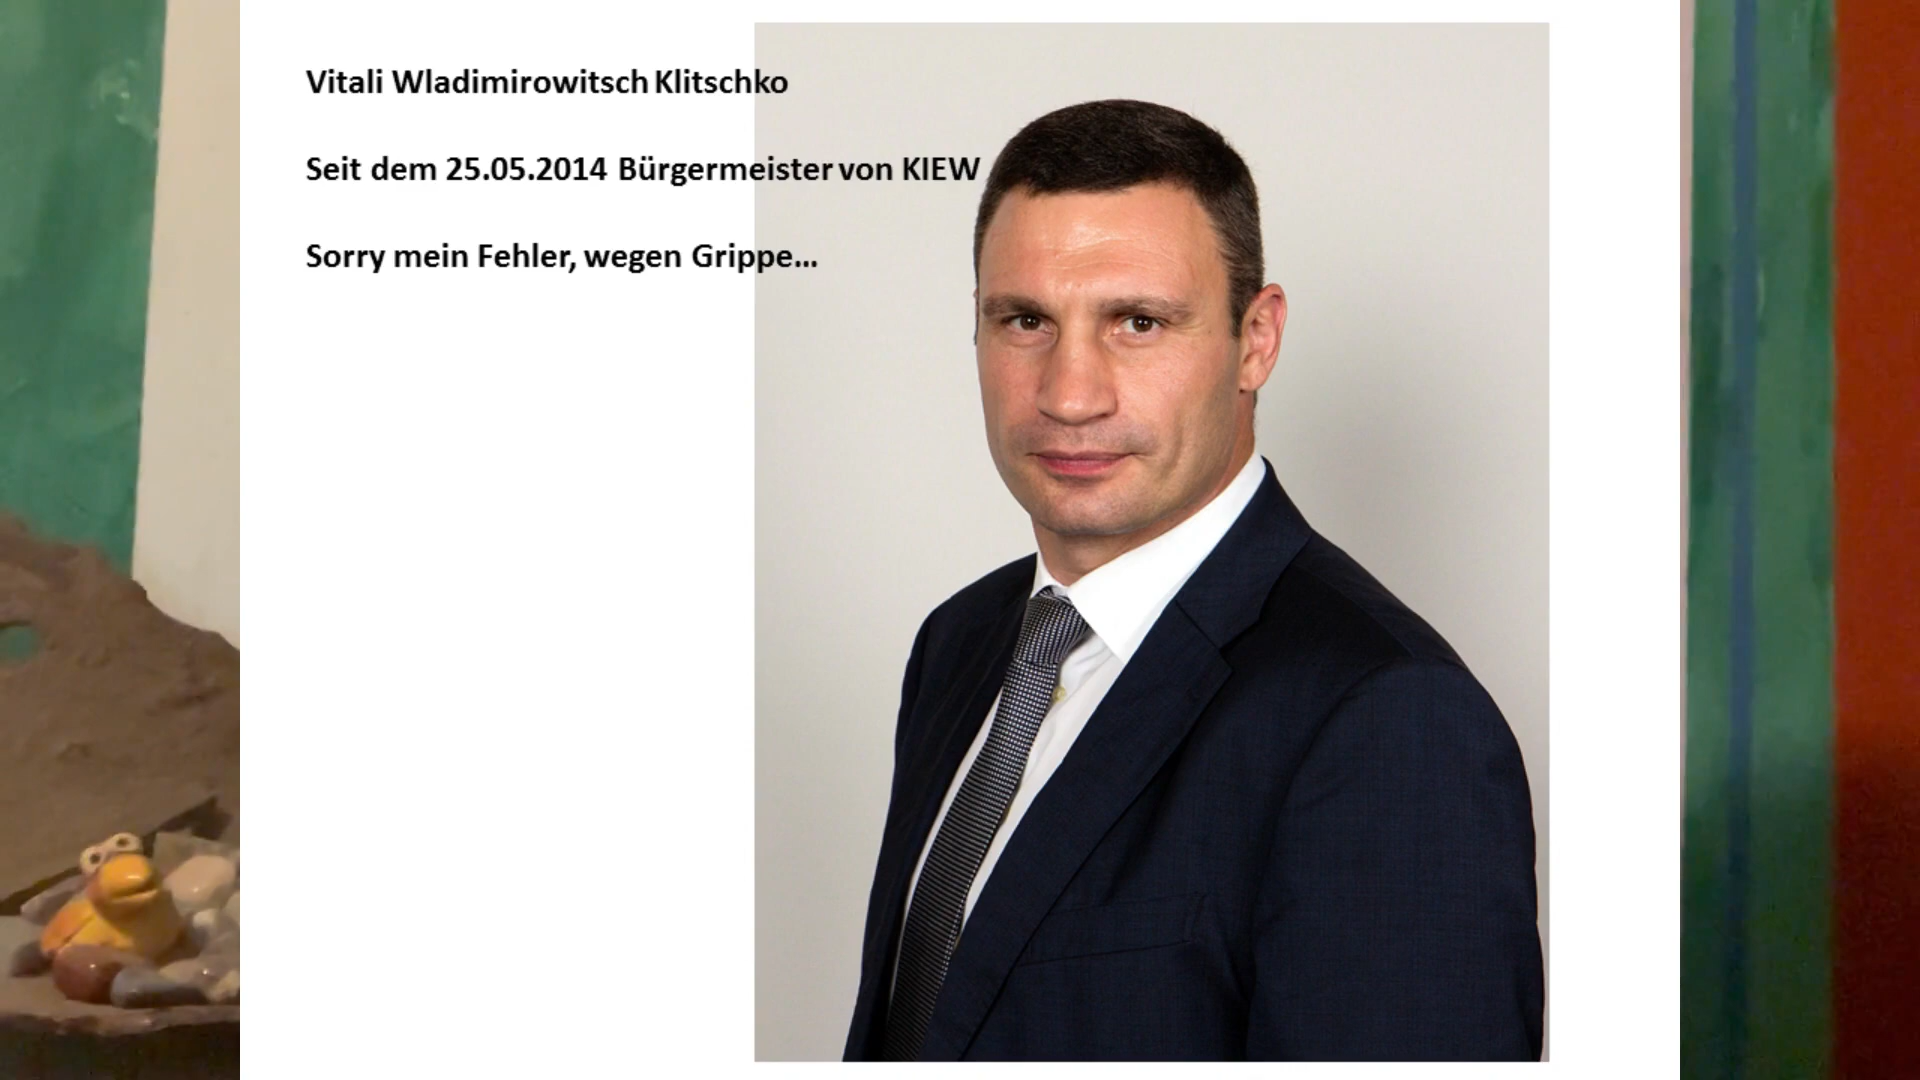 Vitali Wladimirowitsch Klitschko
Seit dem 25.05.2014 Bürgermeister von KIEW
Sorry mein Fehler, wegen Grippe...